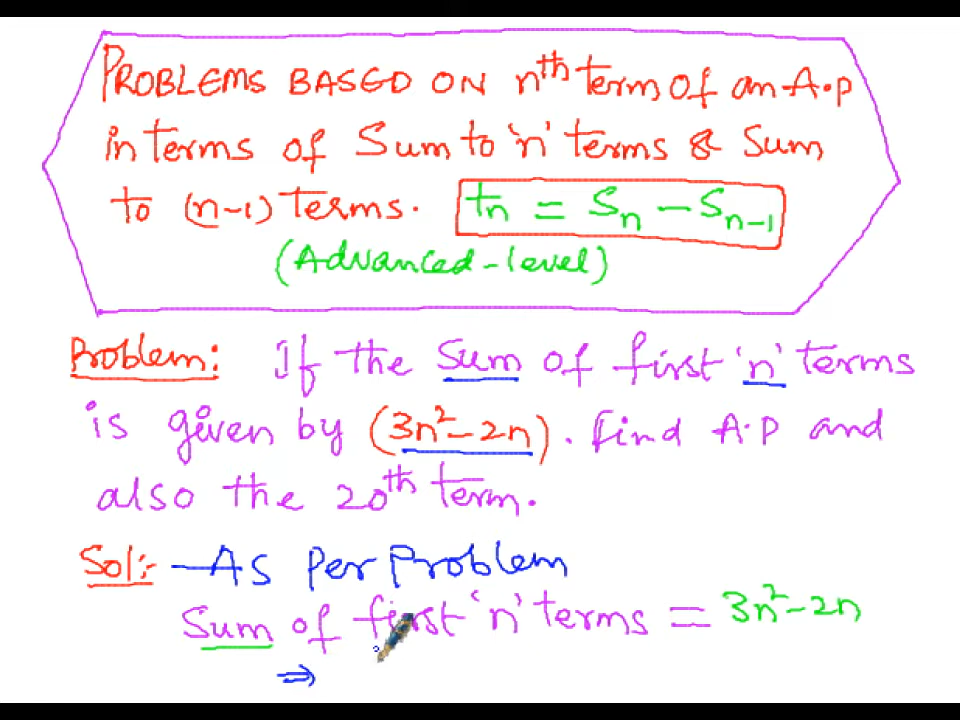 PROBLEMS BASED ON nᵗʰ term of an A.p
in terms of Sum to 'n' terms & Sum
to (n-1) terms. tₙ = Sₙ - Sₙ₋₁
(Advanced-level)
Problem: If the sum of first 'n' terms
is given by (3n²-2n). find A.P and
also the 20ᵗʰ term.
Sol:- As Per Problem
Sum of first 'n' terms = 3n²-2n
⇒